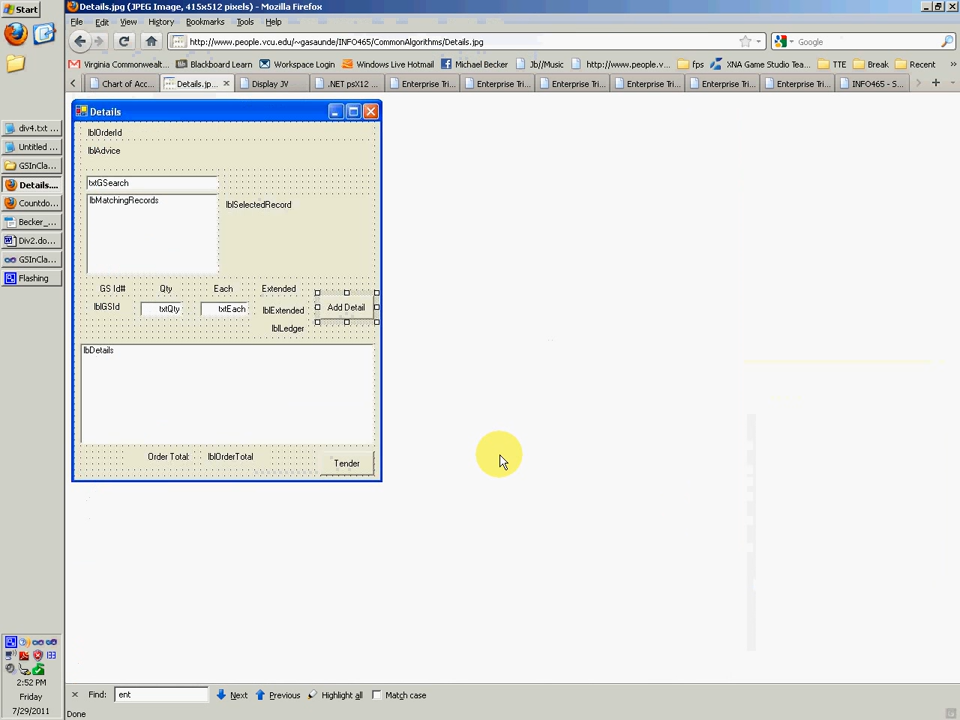 Start
Details.jpg (JPEG Image, 415x512 pixels) - Mozilla Firefox
File Edit View History Bookmarks Tools Help
http://www.people.vcu.edu/~gasaunde/INFO465/CommonAlgorithms/Details.jpg
Google
Virginia Commonwealt... Blackboard Learn Workspace Login Windows Live Hotmail Michael Becker Jb//Music http://www.people.v... fps XNA Game Studio Tea... TTE Break Recent
Chart of Acc... Details.jp... Display JV .NET psX12 ... Enterprise Tri... Enterprise Tri... Enterprise Tri... Enterprise Tri... Enterprise Tri... Enterprise Tri... INFO465 - S...
div4.txt ...
Untitled ...
GSInCla...
Details....
Countdo...
Becker_...
Div2.do...
GSInCla...
Flashing
Details
lblOrderId
lblAdvice
txtGSearch
lbMatchingRecords
lblSelectedRecord
GS Id# Qty Each Extended
lblGSId txtQty txtEach lblExtended Add Detail
lblLedger
lbDetails
Order Total: lblOrderTotal
Tender
2:52 PM
Friday
7/29/2011
Find: ent Next Previous Highlight all Match case
Done